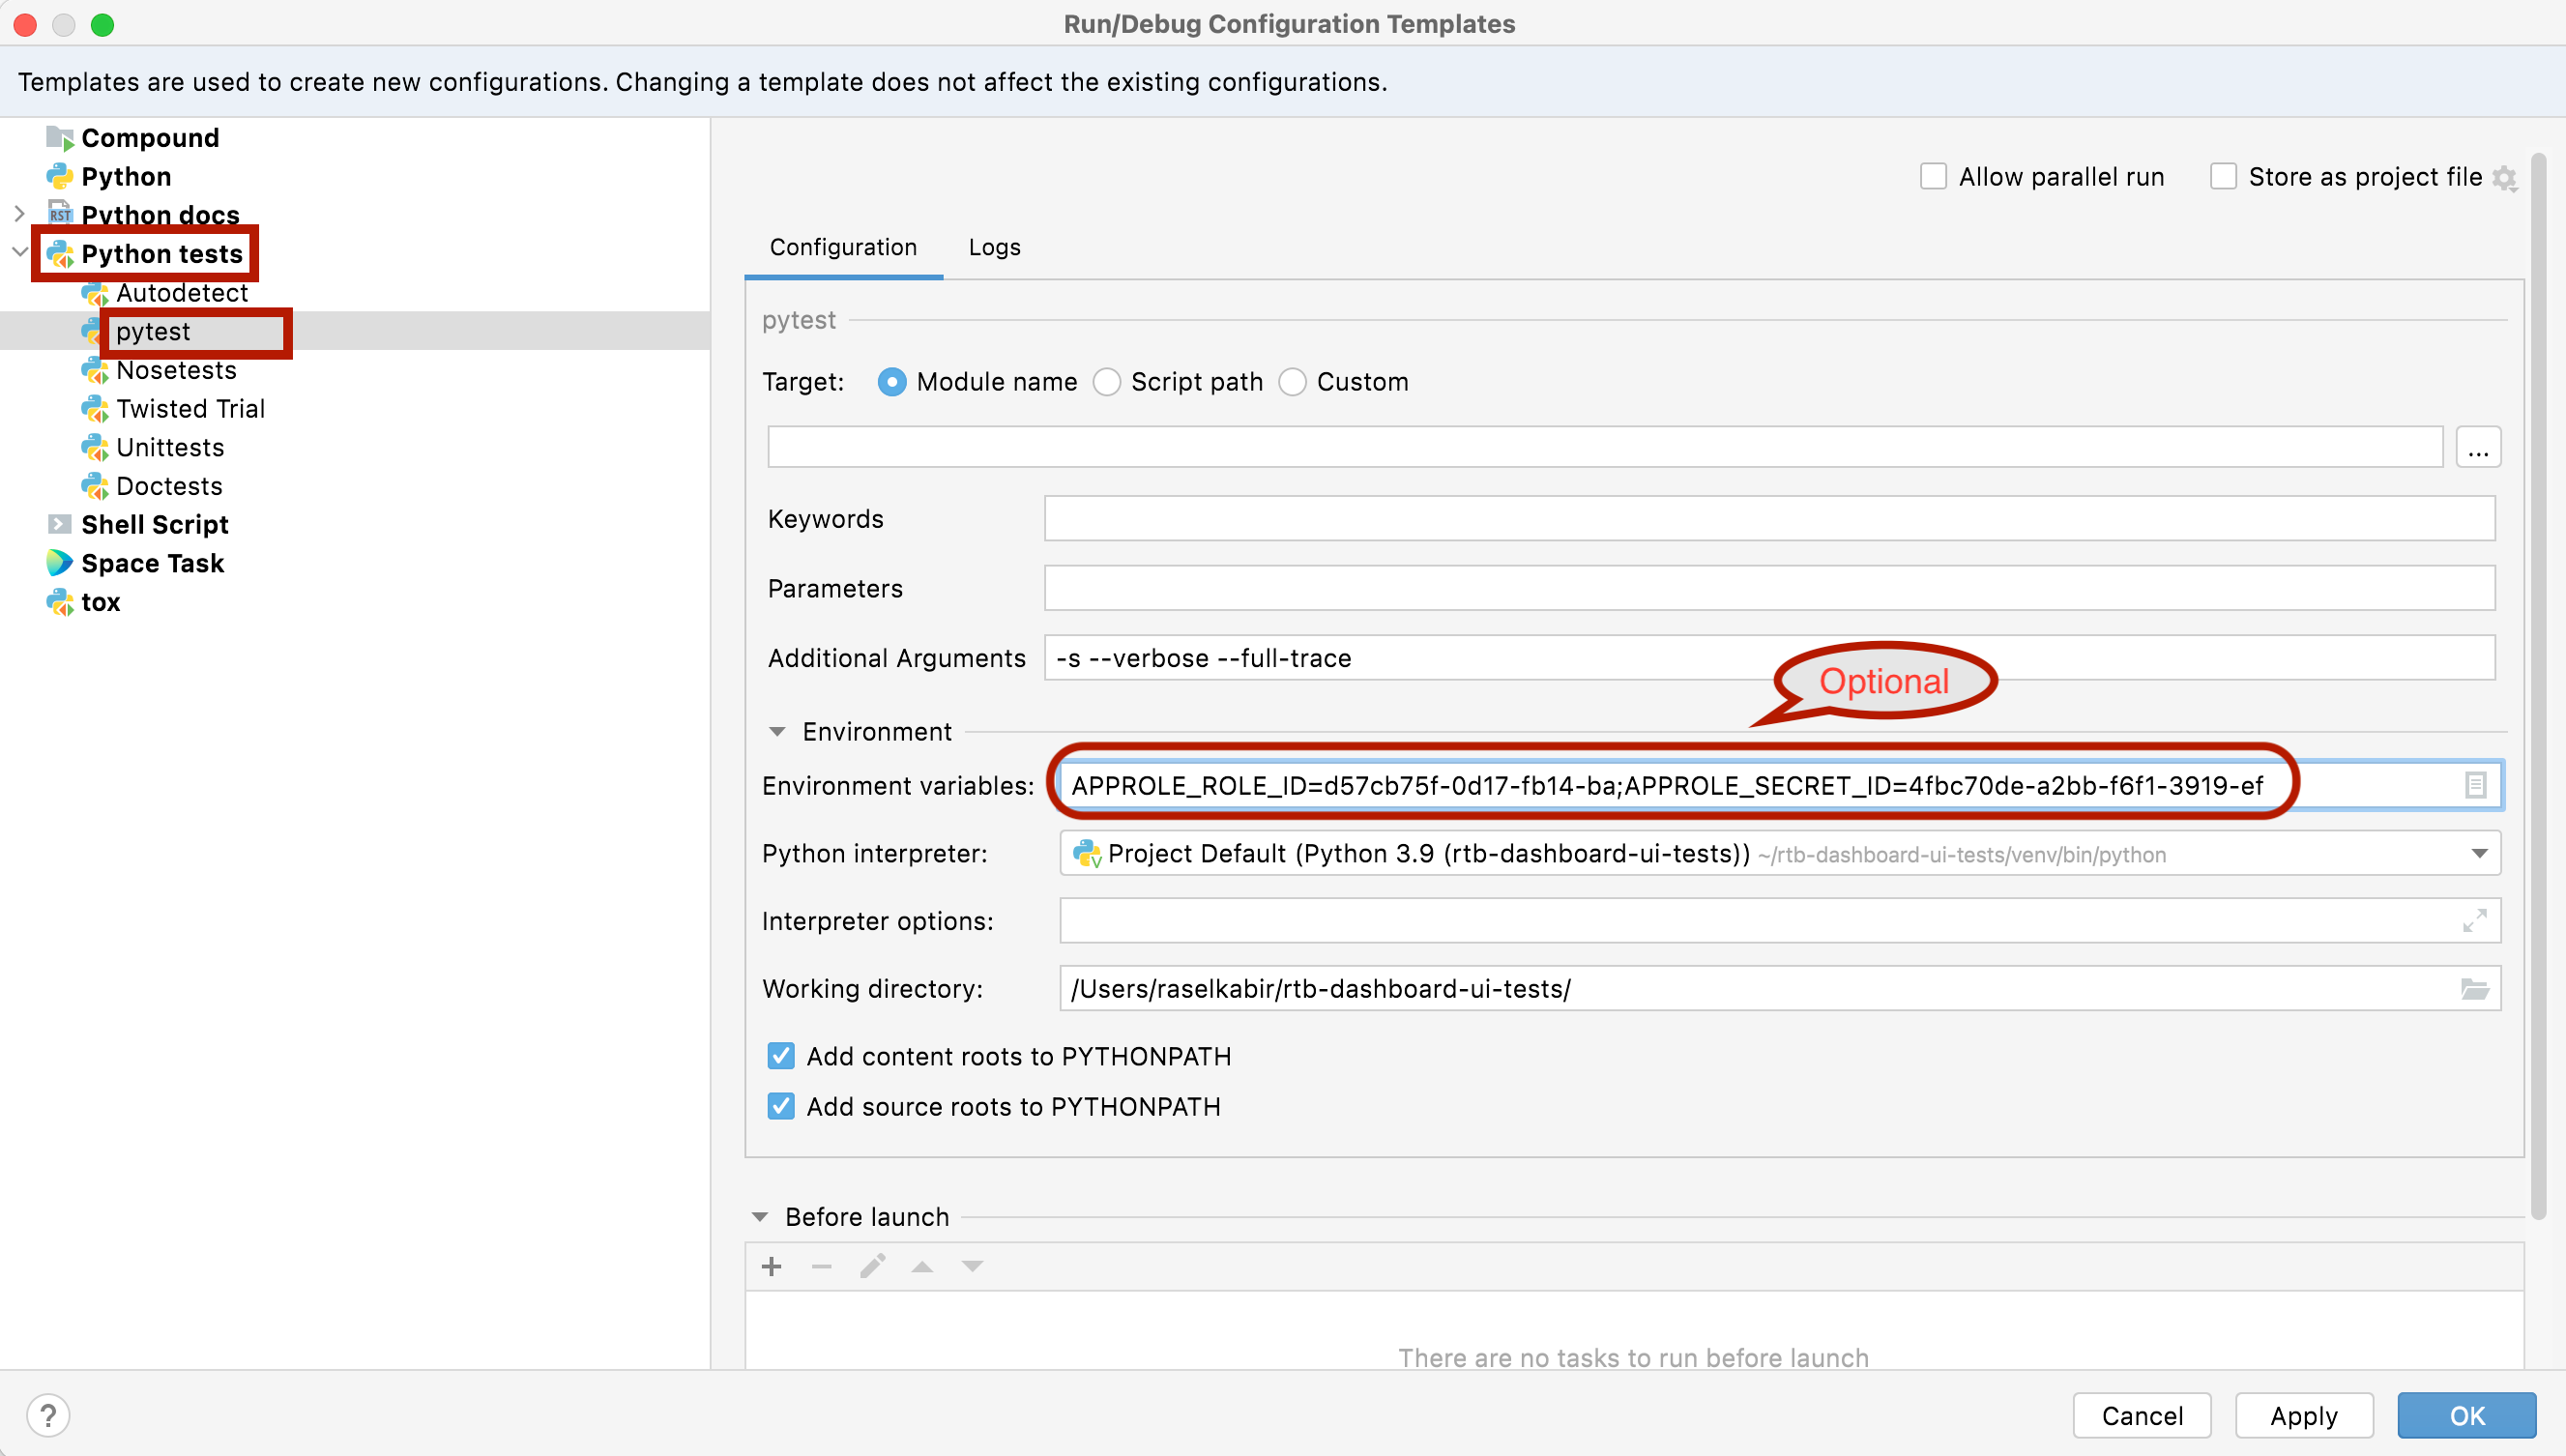 Run/Debug Configuration Templates
Templates are used to create new configurations. Changing a template does not affect the existing configurations.
Compound
Python
RST Python docs
Python tests
Autodetect
pytest
Nosetests
Twisted Trial
Unittests
Doctests
Shell Script
Space Task
tox
Allow parallel run Store as project file
Configuration Logs
pytest
Target: Module name Script path Custom
...
Keywords
Parameters
Additional Arguments -s --verbose --full-trace
Optional
Environment
Environment variables: APPROLE_ROLE_ID=d57cb75f-0d17-fb14-ba;APPROLE_SECRET_ID=4fbc70de-a2bb-f6f1-3919-ef
Python interpreter: Project Default (Python 3.9 (rtb-dashboard-ui-tests)) ~/rtb-dashboard-ui-tests/venv/bin/python
Interpreter options:
Working directory: /Users/raselkabir/rtb-dashboard-ui-tests/
Add content roots to PYTHONPATH
Add source roots to PYTHONPATH
Before launch
There are no tasks to run before launch
? Cancel Apply OK